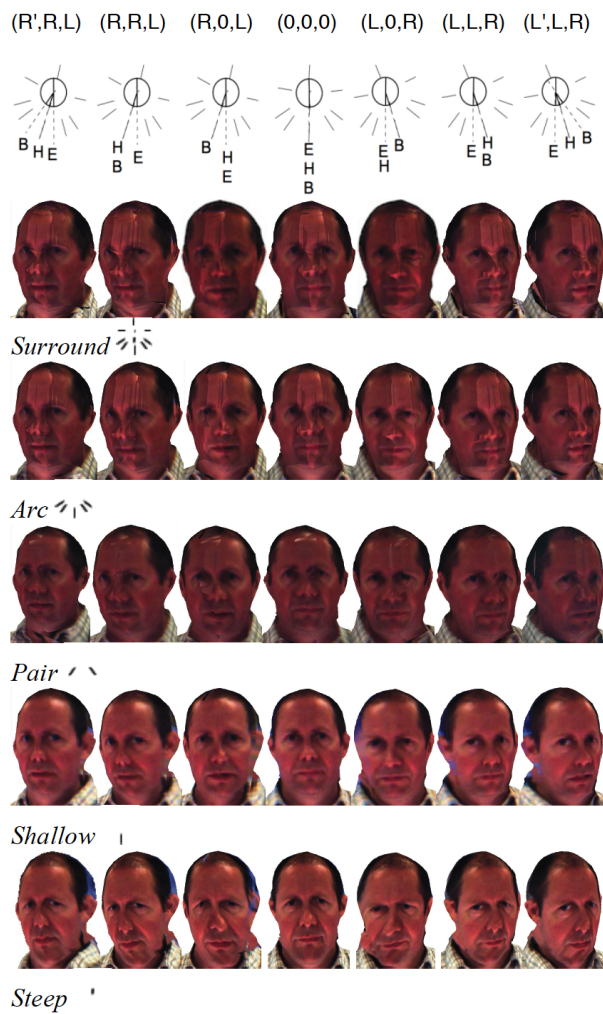 (R',R,L) (R,R,L) (R,0,L) (0,0,0) (L,0,R) (L,L,R) (L',L,R)
B H E H B E B H E E H B E H B E H B E H B
Surround
Arc
Pair
Shallow
Steep